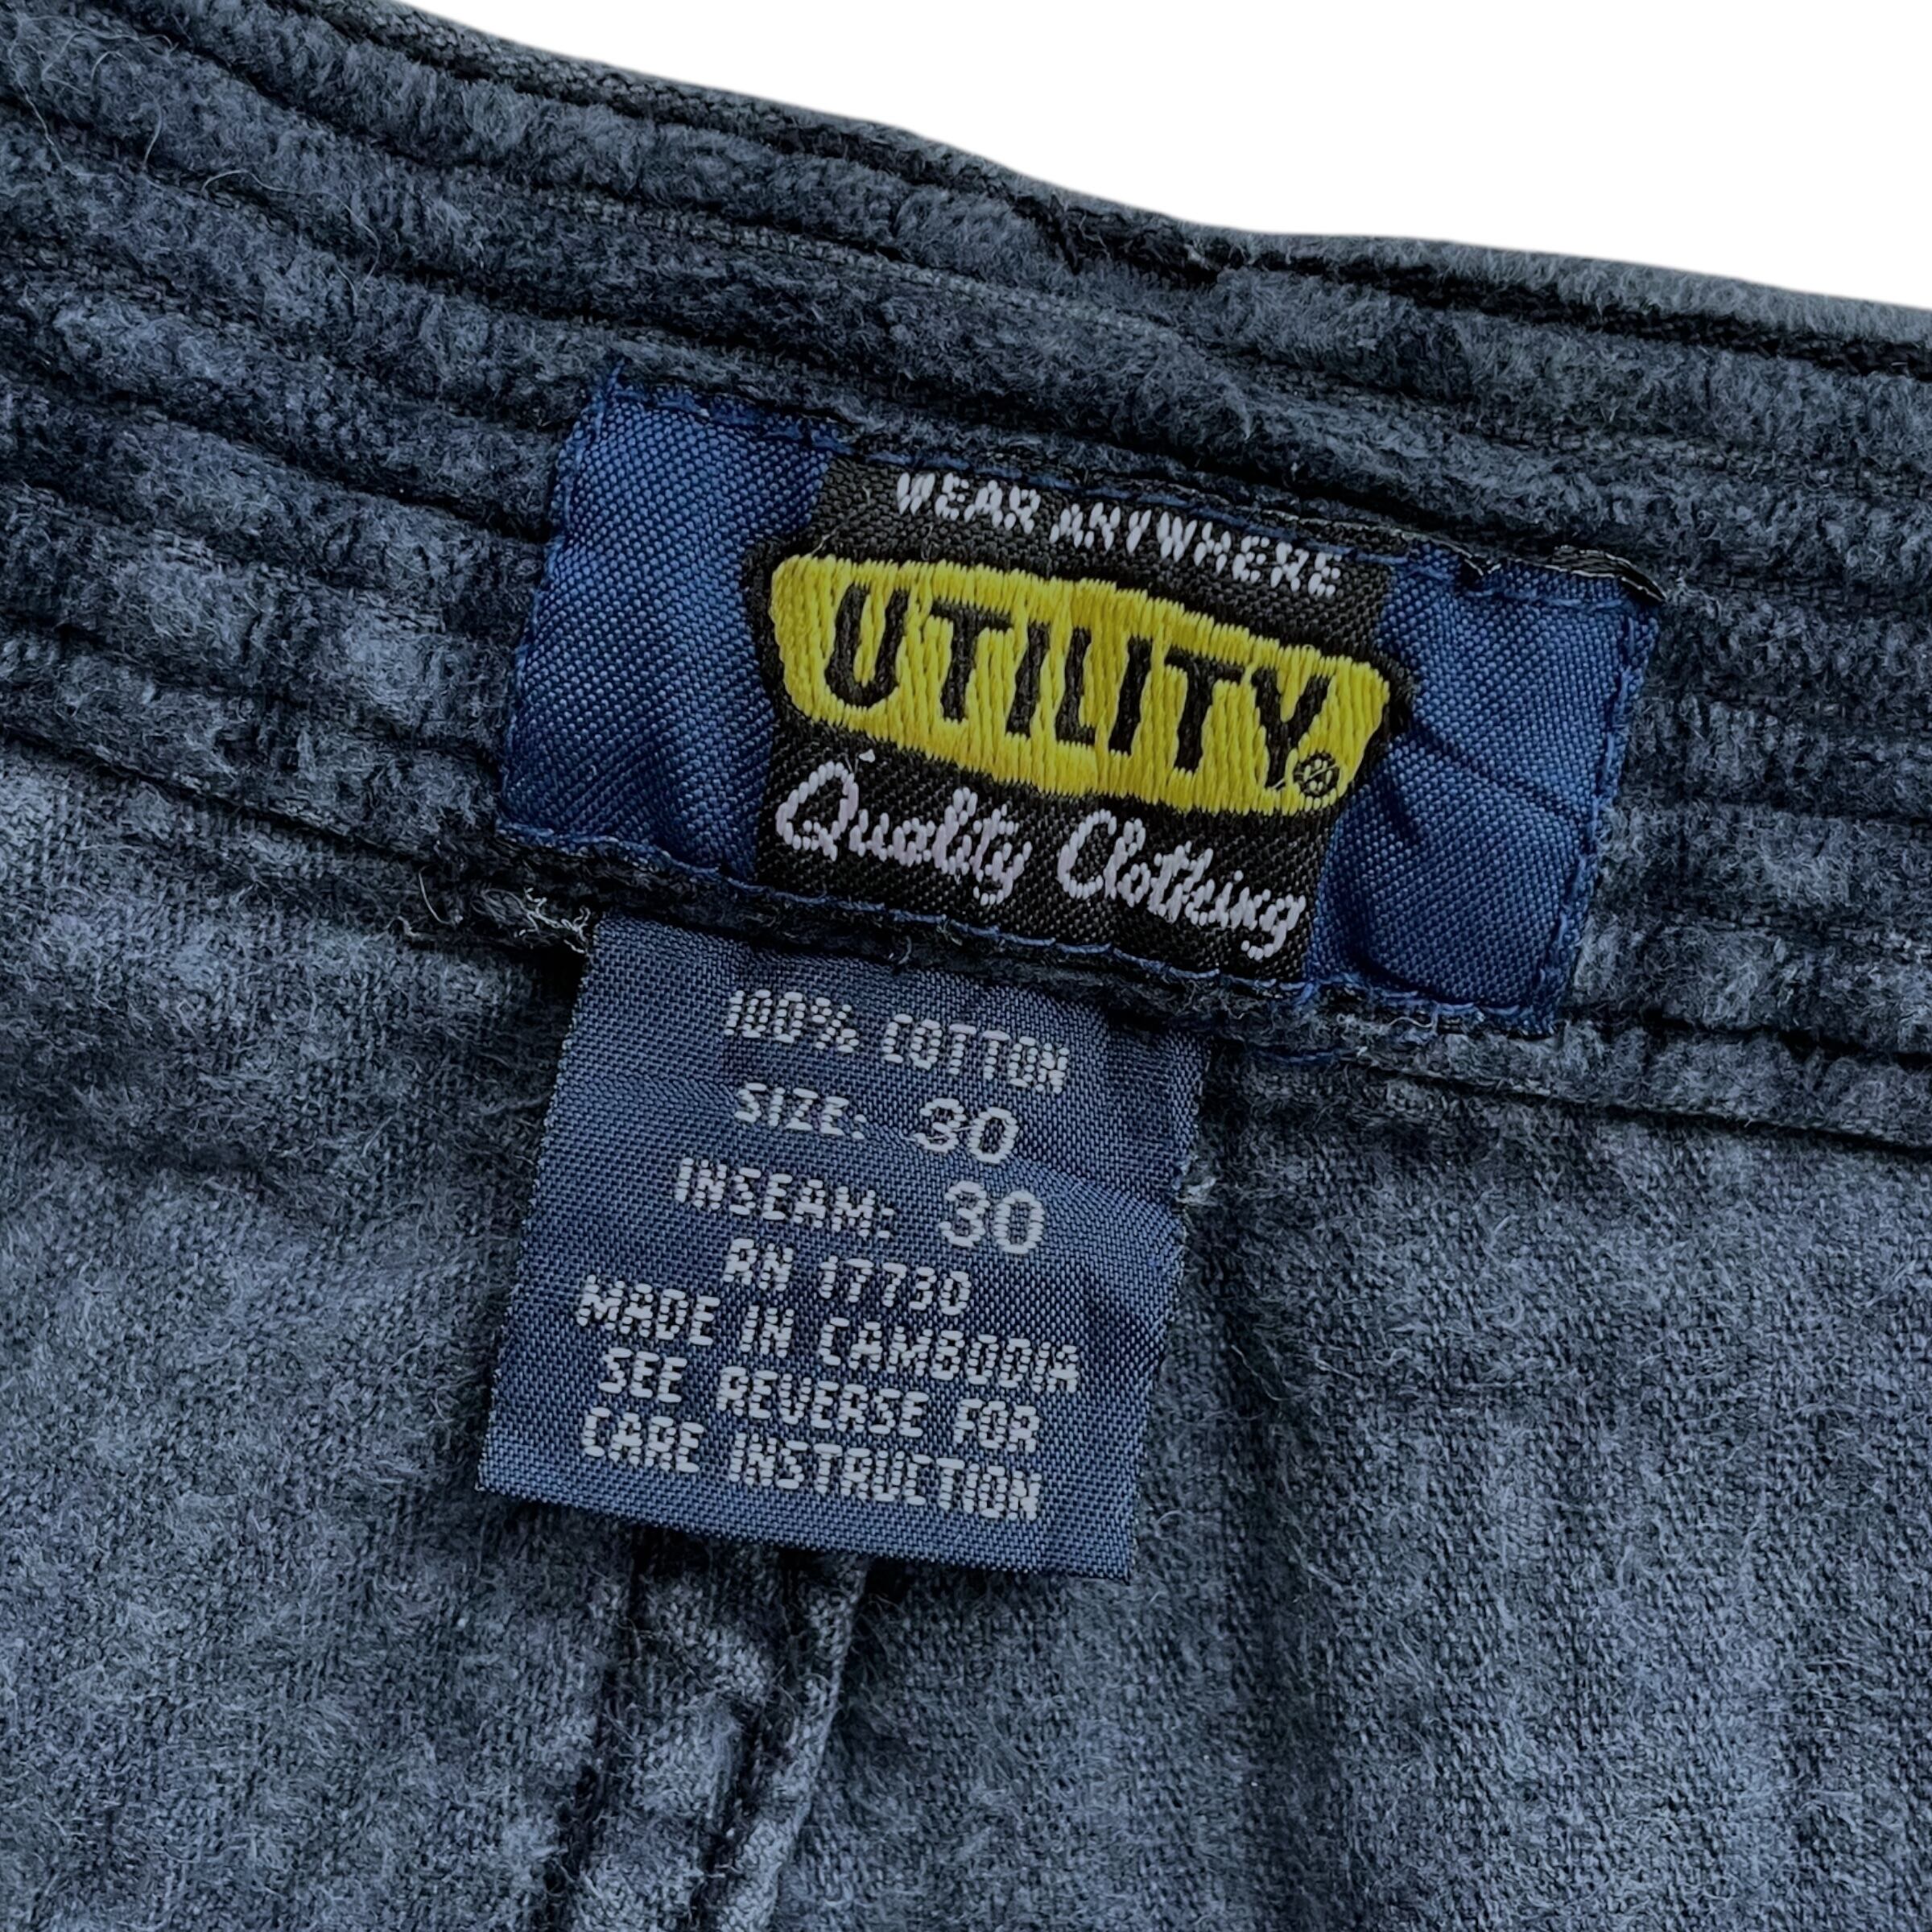 WEAR ANYWHERE
UTILITY®
Quality Clothing
100% COTTON
SIZE: 30
INSEAM: 30
RN 17730
MADE IN CAMBODIA
SEE REVERSE FOR
CARE INSTRUCTION